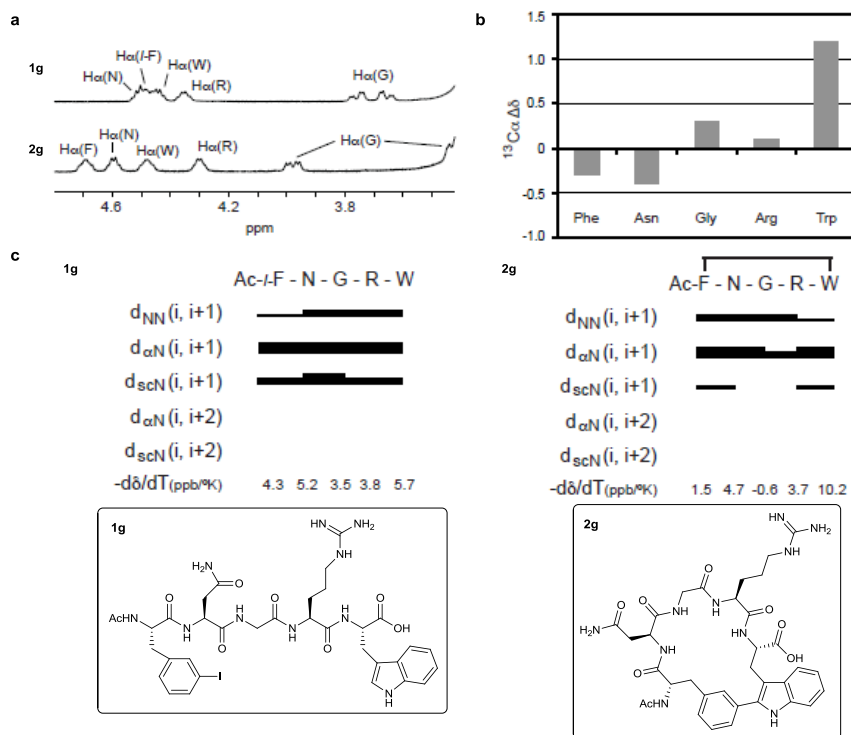 a
1g
Hα(N)
Hα(I-F)
Hα(W)
Hα(R)
Hα(G)
2g
Hα(F)
Hα(N)
Hα(W)
Hα(R)
Hα(G)
4.6 4.2 3.8
ppm
b
¹³Cα Δδ
1.5
1.0
0.5
0
-0.5
-1.0
Phe Asn Gly Arg Trp
c
1g
Ac-I-F - N - G - R - W
dNN(i, i+1)
dαN(i, i+1)
dscN(i, i+1)
dαN(i, i+2)
dscN(i, i+2)
-dδ/dT(ppb/ºK) 4.3 5.2 3.5 3.8 5.7
2g
Ac-F - N - G - R - W
dNN(i, i+1)
dαN(i, i+1)
dscN(i, i+1)
dαN(i, i+2)
dscN(i, i+2)
-dδ/dT(ppb/ºK) 1.5 4.7 -0.6 3.7 10.2
1g
HN
NH₂
NH
H₂N
O
O
H
N
O
H
N
O
AcHN
O
N
H
O
N
H
O
OH
I
N
H
2g
HN
NH₂
NH
O
O
NH
N
H
O
O
HN
O
H₂N
NH
O
OH
O
AcN
H
N
H